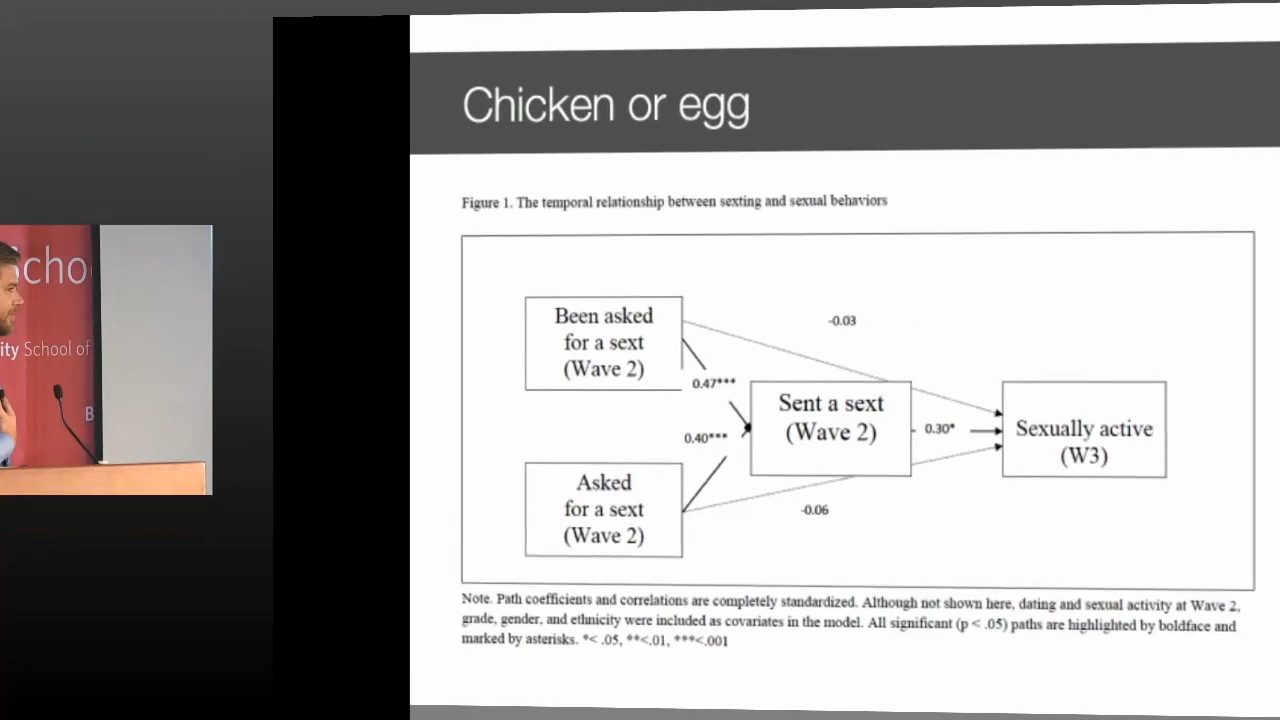 Chicken or egg
Figure 1. The temporal relationship between sexting and sexual behaviors
Been asked
for a sext
(Wave 2)
-0.03
0.47***
Sent a sext
(Wave 2)
0.30*
Sexually active
(W3)
0.40***
Asked
for a sext
(Wave 2)
-0.06
Note. Path coefficients and correlations are completely standardized. Although not shown here, dating and sexual activity at Wave 2,
grade, gender, and ethnicity were included as covariates in the model. All significant (p < .05) paths are highlighted by boldface and
marked by asterisks. *< .05, **<.01, ***<.001
School of